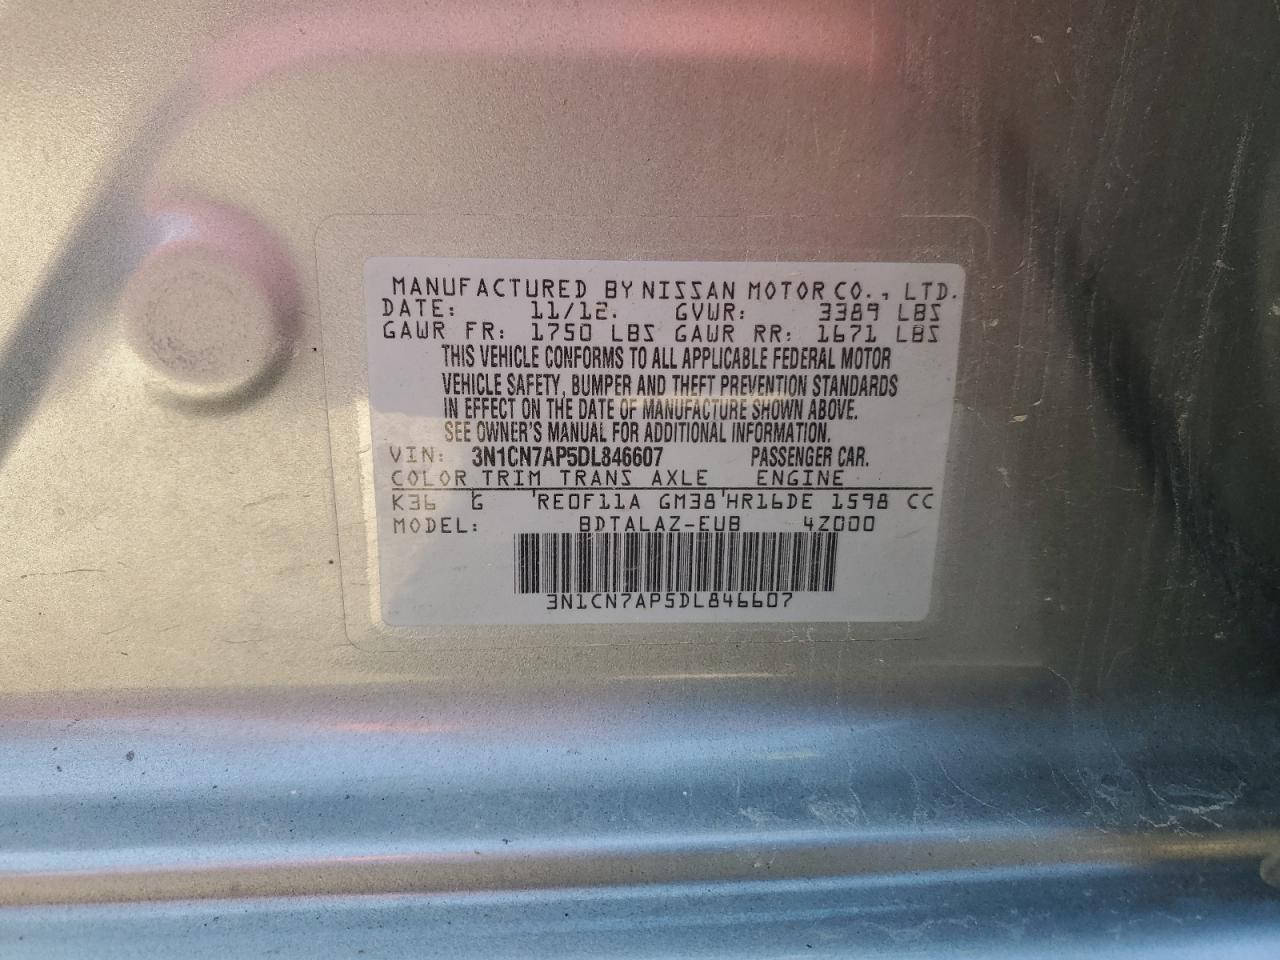 MANUFACTURED BY NISSAN MOTOR CO., LTD.
DATE: 11/12. GVWR: 3389 LBS
GAWR FR: 1750 LBS GAWR RR: 1671 LBS
THIS VEHICLE CONFORMS TO ALL APPLICABLE FEDERAL MOTOR
VEHICLE SAFETY, BUMPER AND THEFT PREVENTION STANDARDS
IN EFFECT ON THE DATE OF MANUFACTURE SHOWN ABOVE.
SEE OWNER'S MANUAL FOR ADDITIONAL INFORMATION.
VIN: 3N1CN7AP5DL846607 PASSENGER CAR.
COLOR TRIM TRANS AXLE ENGINE
K36 G RE0F11A GM38 HR16DE 1598 CC
MODEL: BDTALAZ-EUB 4Z000
3N1CN7AP5DL846607